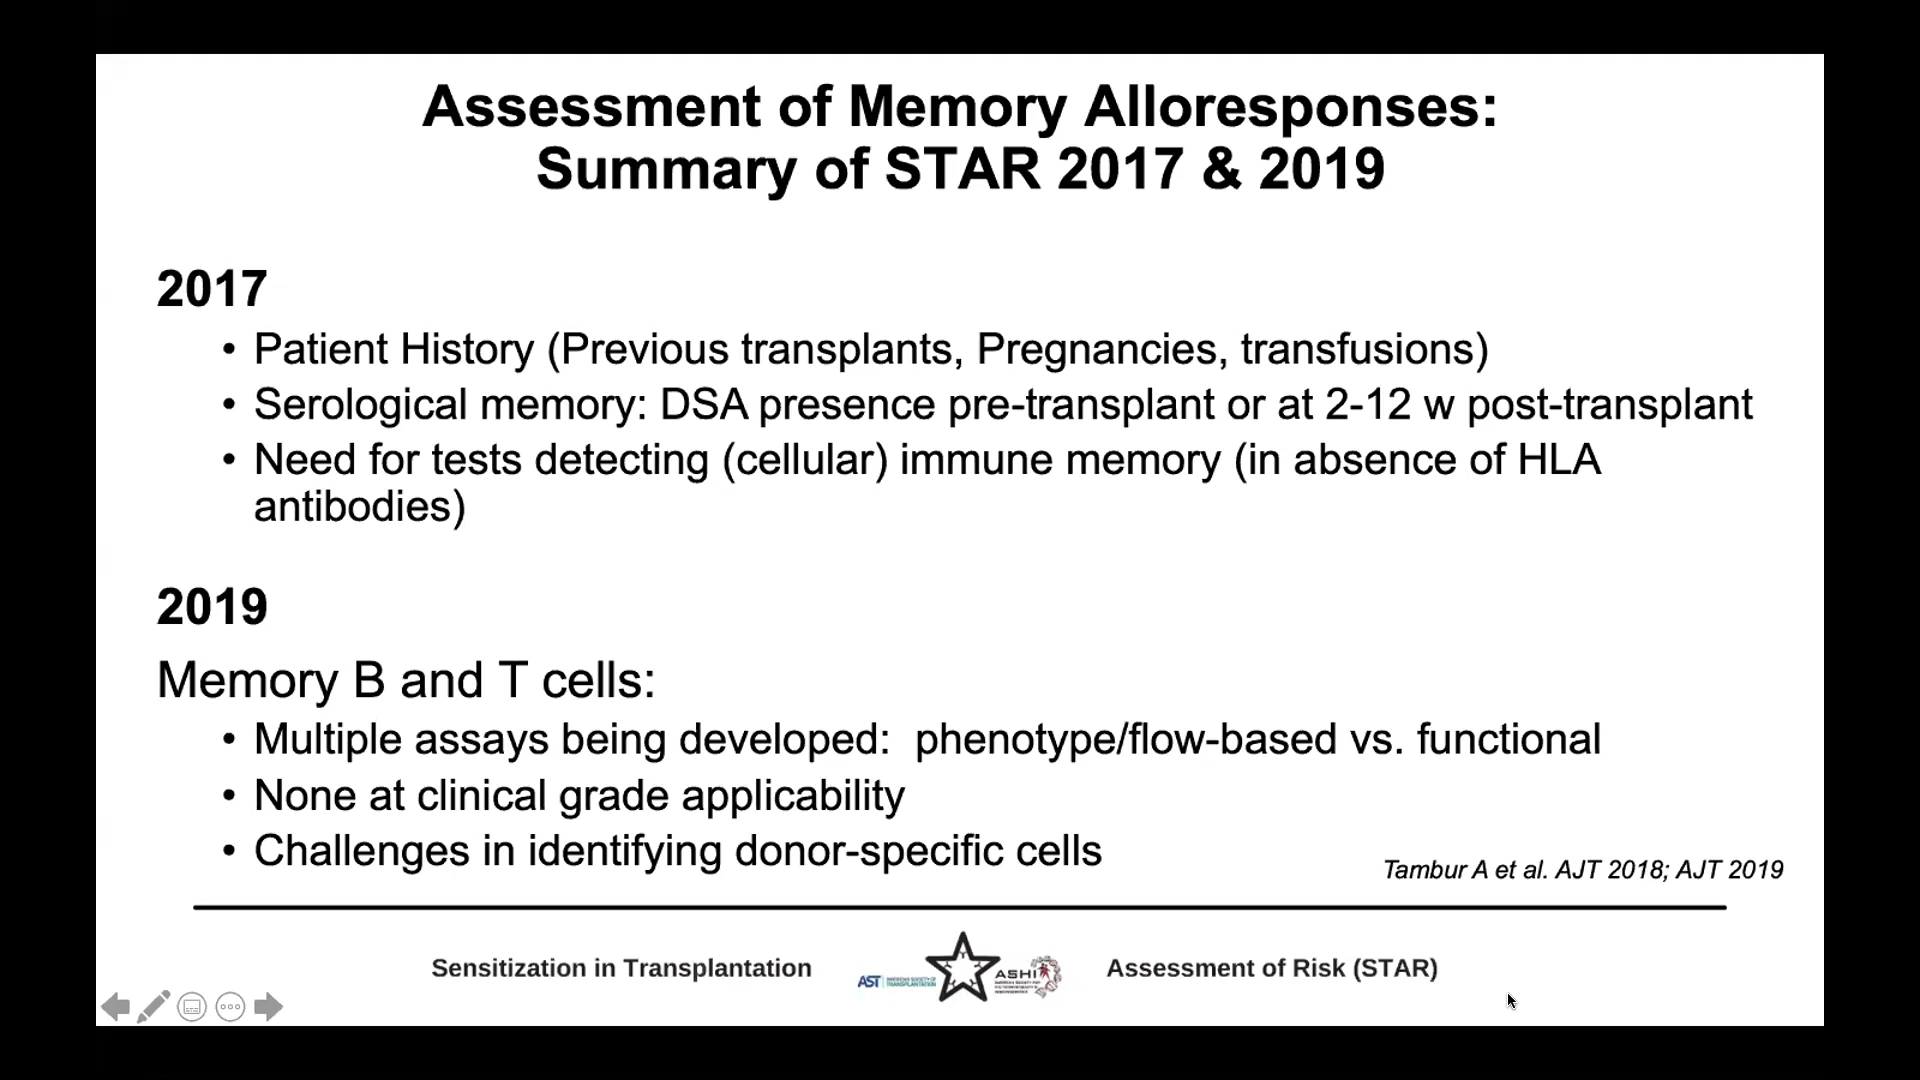 Assessment of Memory Alloresponses:
Summary of STAR 2017 & 2019
2017
• Patient History (Previous transplants, Pregnancies, transfusions)
• Serological memory: DSA presence pre-transplant or at 2-12 w post-transplant
• Need for tests detecting (cellular) immune memory (in absence of HLA
antibodies)
2019
Memory B and T cells:
• Multiple assays being developed:  phenotype/flow-based vs. functional
• None at clinical grade applicability
• Challenges in identifying donor-specific cells
Tambur A et al. AJT 2018; AJT 2019
Sensitization in Transplantation
AST
AMERICAN SOCIETY OF
TRANSPLANTATION
ASHI
Assessment of Risk (STAR)